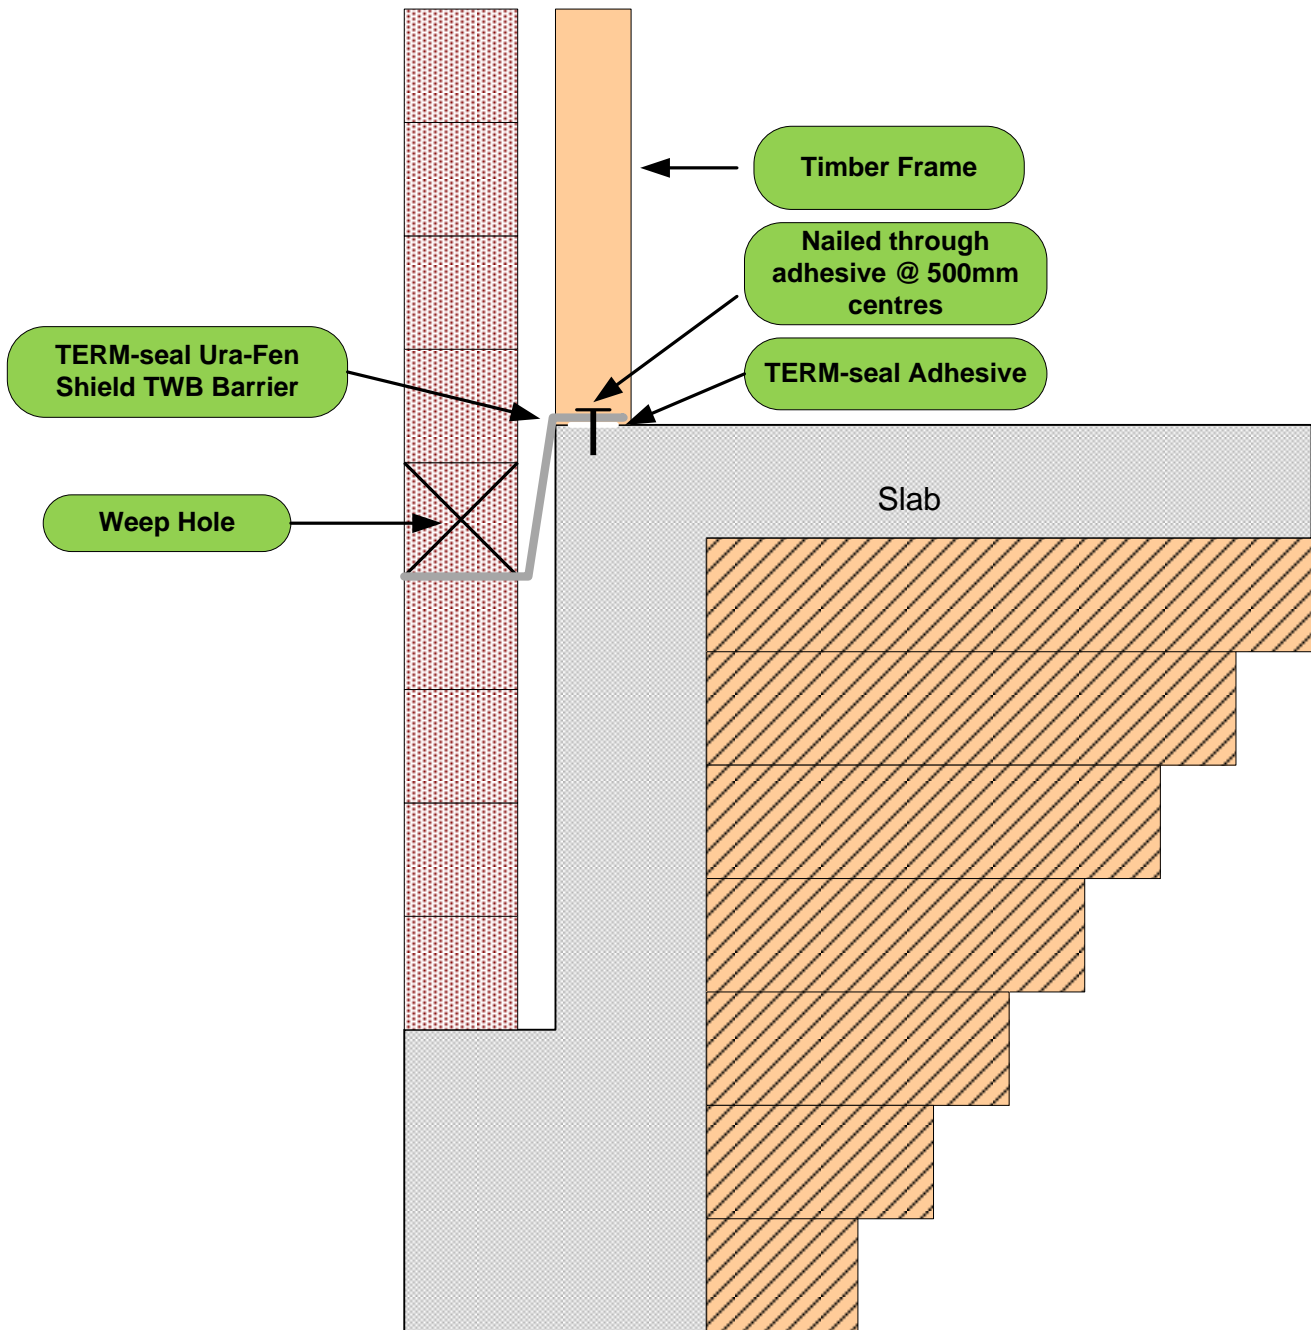 Timber Frame
Nailed through
adhesive @ 500mm
centres
TERM-seal Ura-Fen
Shield TWB Barrier
TERM-seal Adhesive
Weep Hole
Slab